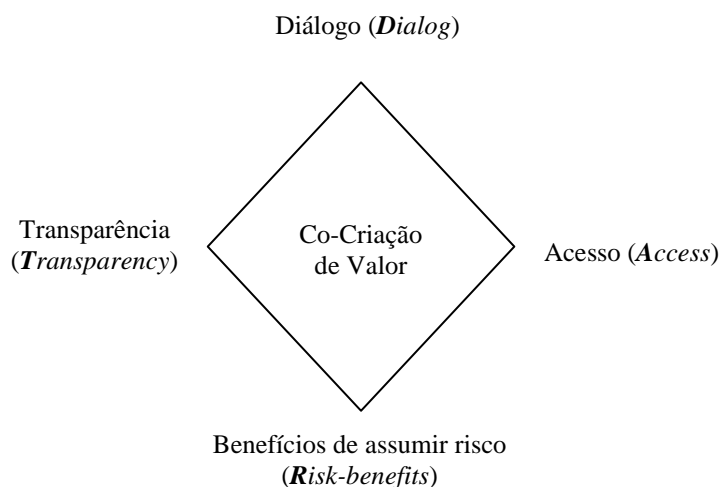 Diálogo (Dialog)
Transparência
(Transparency)
Co-Criação
de Valor
Acesso (Access)
Benefícios de assumir risco
(Risk-benefits)